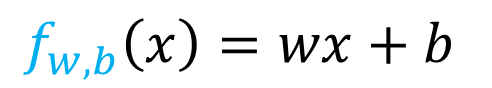 f_{w,b}(x) = wx + b